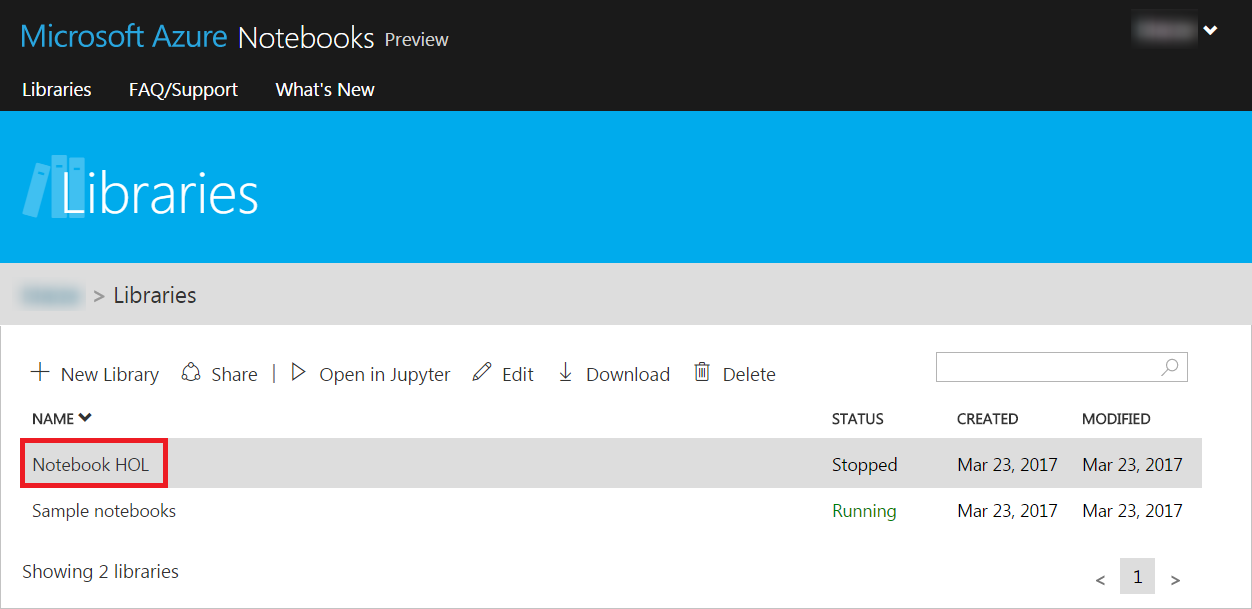 Microsoft Azure Notebooks Preview
Libraries FAQ/Support What's New
Libraries
> Libraries
New Library Share | Open in Jupyter Edit Download Delete
NAME STATUS CREATED MODIFIED
Notebook HOL Stopped Mar 23, 2017 Mar 23, 2017
Sample notebooks Running Mar 23, 2017 Mar 23, 2017
Showing 2 libraries
< 1 >